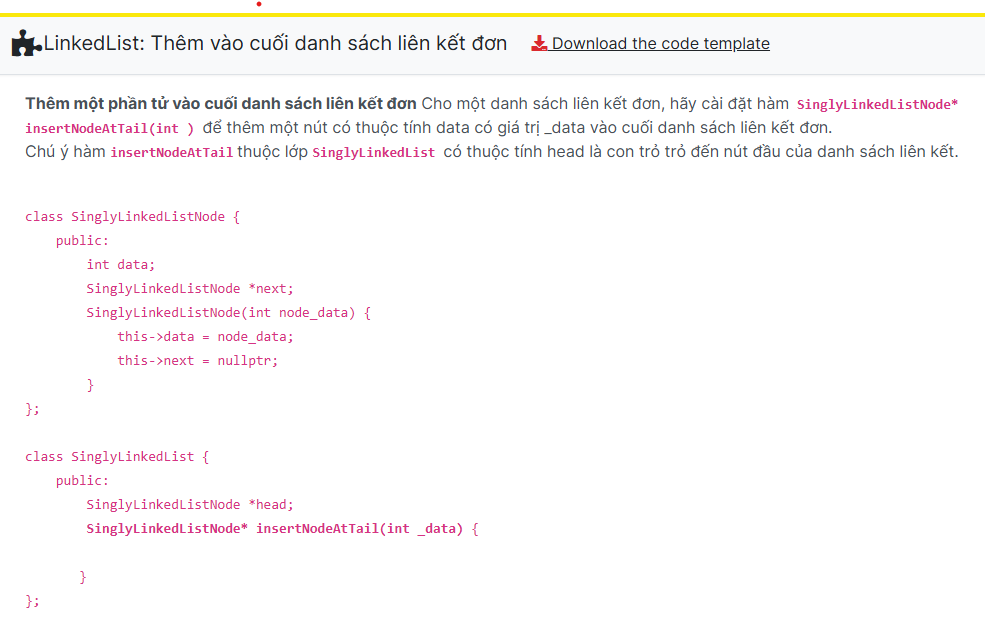 LinkedList: Thêm vào cuối danh sách liên kết đơn Download the code template
Thêm một phần tử vào cuối danh sách liên kết đơn Cho một danh sách liên kết đơn, hãy cài đặt hàm SinglyLinkedListNode*
insertNodeAtTail(int ) để thêm một nút có thuộc tính data có giá trị _data vào cuối danh sách liên kết đơn.
Chú ý hàm insertNodeAtTail thuộc lớp SinglyLinkedList có thuộc tính head là con trỏ trỏ đến nút đầu của danh sách liên kết.
class SinglyLinkedListNode {
    public:
        int data;
        SinglyLinkedListNode *next;
        SinglyLinkedListNode(int node_data) {
            this->data = node_data;
            this->next = nullptr;
        }
};
class SinglyLinkedList {
    public:
        SinglyLinkedListNode *head;
        SinglyLinkedListNode* insertNodeAtTail(int _data) {
       }
};